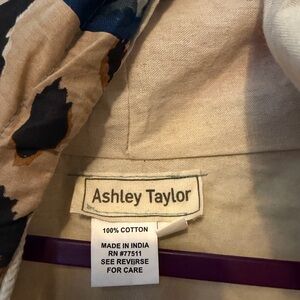 Ashley Taylor
100% COTTON
MADE IN INDIA
RN #77511
SEE REVERSE
FOR CARE